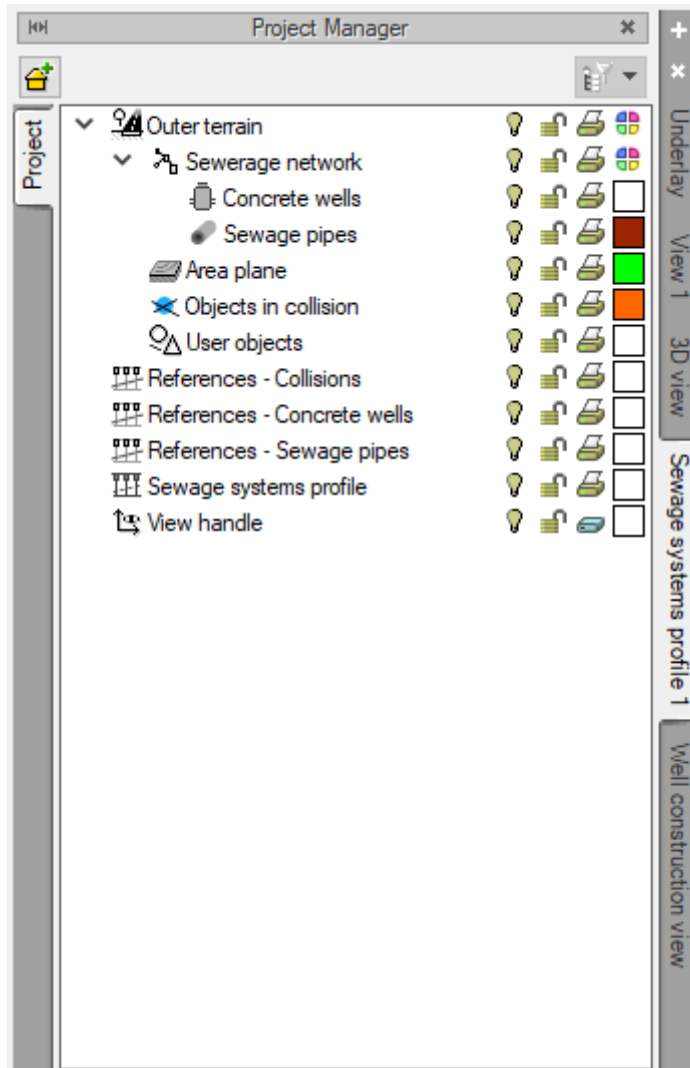 Project Manager
Project
Outer terrain
Sewerage network
Concrete wells
Sewage pipes
Area plane
Objects in collision
User objects
References - Collisions
References - Concrete wells
References - Sewage pipes
Sewage systems profile
View handle
Underlay
View 1
3D view
Sewage systems profile 1
Well construction view